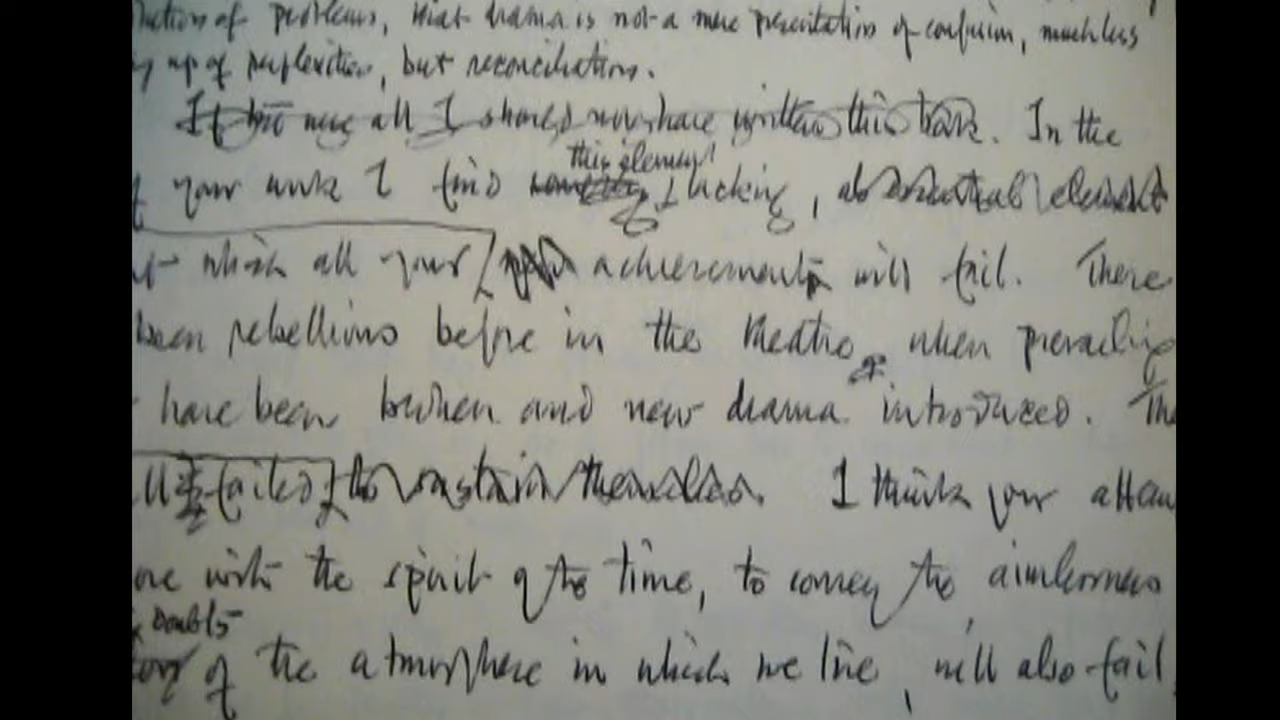 of problems, that drama is not a mere presentation of confusion, much less
up of perplexities, but reconciliation.
If this were all I should not have written this book. In the
this element
your work I find lacking, an essential element
which all your achievements will fail. There
been rebellions before in the theatre, when prevailing
have been broken and new drama introduced. The
failed to sustain themselves. I think your
with the spirit of the time, to convey the aimlessness
Doubts
of the atmosphere in which we live, will also fail